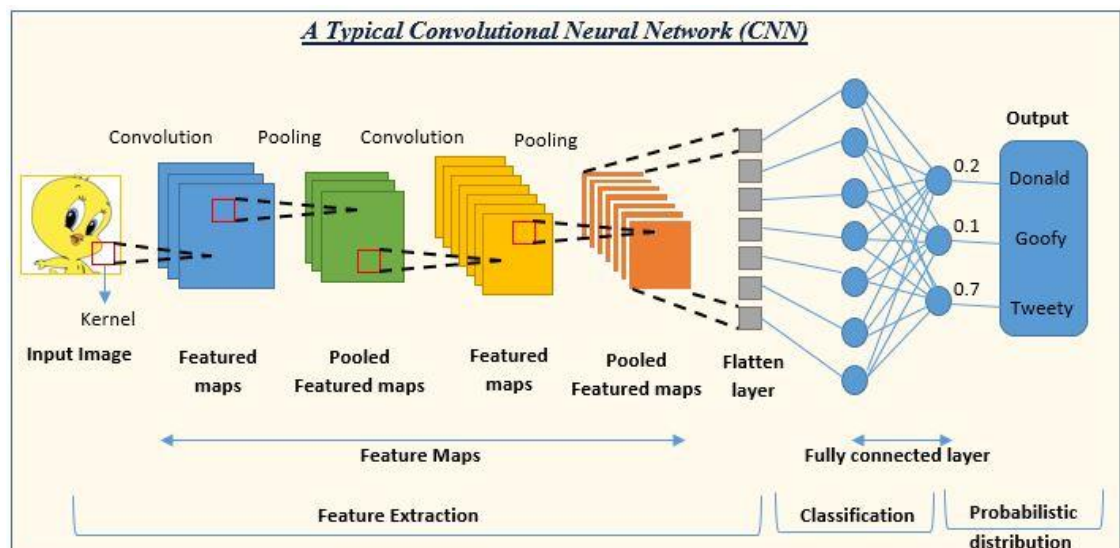 A Typical Convolutional Neural Network (CNN)
Convolution
Pooling
Convolution
Pooling
Output
0.2
Donald
0.1
Goofy
0.7
Tweety
Kernel
Input Image
Featured
maps
Pooled
Featured maps
Featured
maps
Pooled
Featured maps
Flatten
layer
Feature Maps
Fully connected layer
Feature Extraction
Classification
Probabilistic
distribution